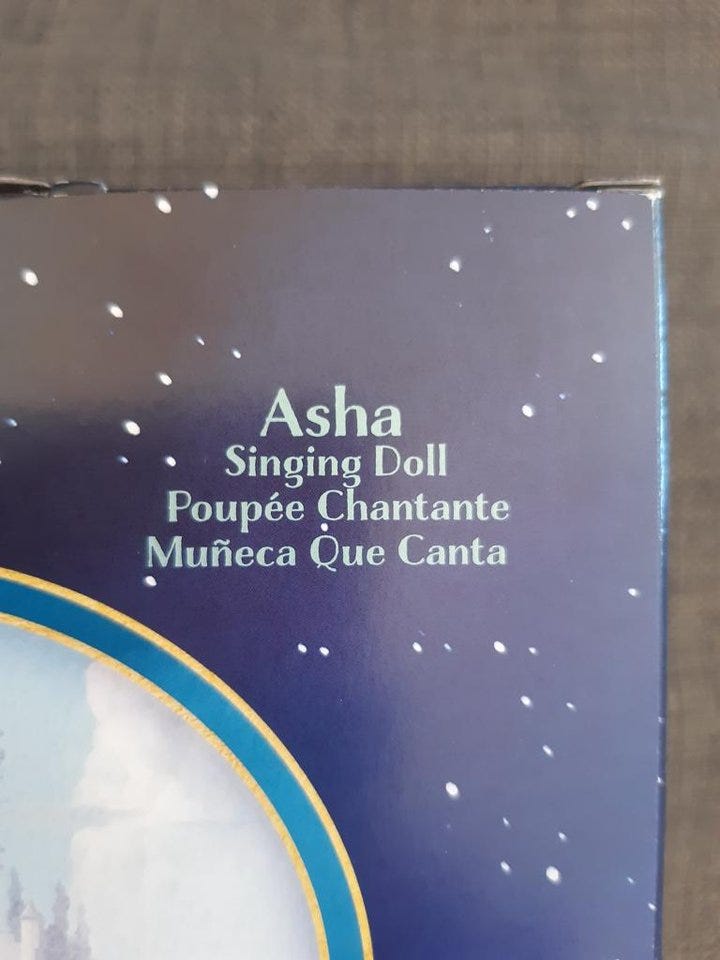 Asha
Singing Doll
Poupée Chantante
Muñeca Que Canta